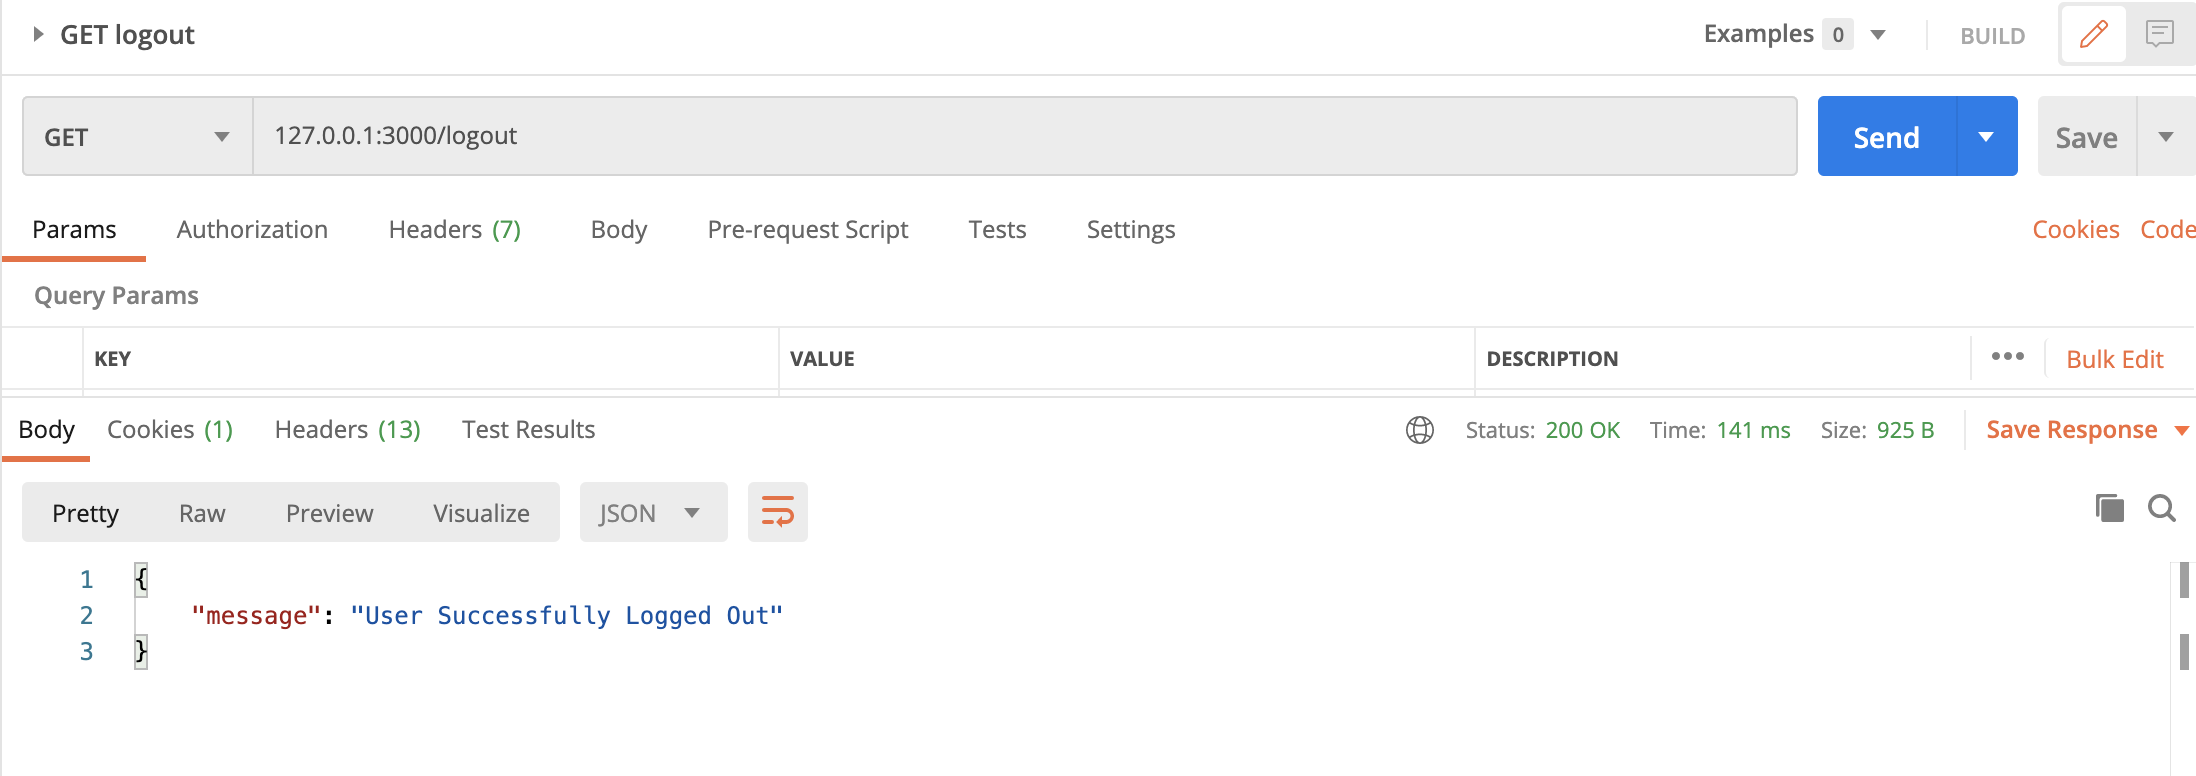 GET logout Examples 0 BUILD
GET 127.0.0.1:3000/logout Send Save
Params Authorization Headers (7) Body Pre-request Script Tests Settings Cookies Code
Query Params
KEY VALUE DESCRIPTION ••• Bulk Edit
Body Cookies (1) Headers (13) Test Results Status: 200 OK Time: 141 ms Size: 925 B Save Response
Pretty Raw Preview Visualize JSON
1 {
2 "message": "User Successfully Logged Out"
3 }